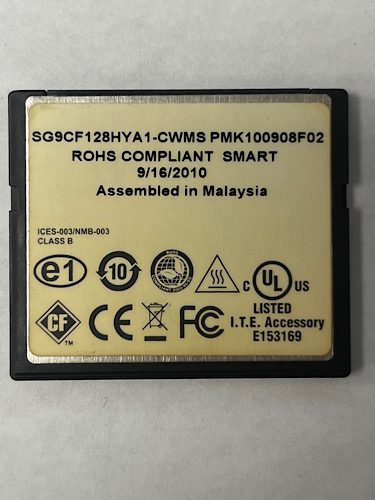 SG9CF128HYA1-CWMS PMK100908F02
ROHS COMPLIANT SMART
9/16/2010
Assembled in Malaysia
ICES-003/NMB-003
CLASS B
e1
10
C UL US
LISTED
I.T.E. Accessory
E153169
CF TM
CE
FC